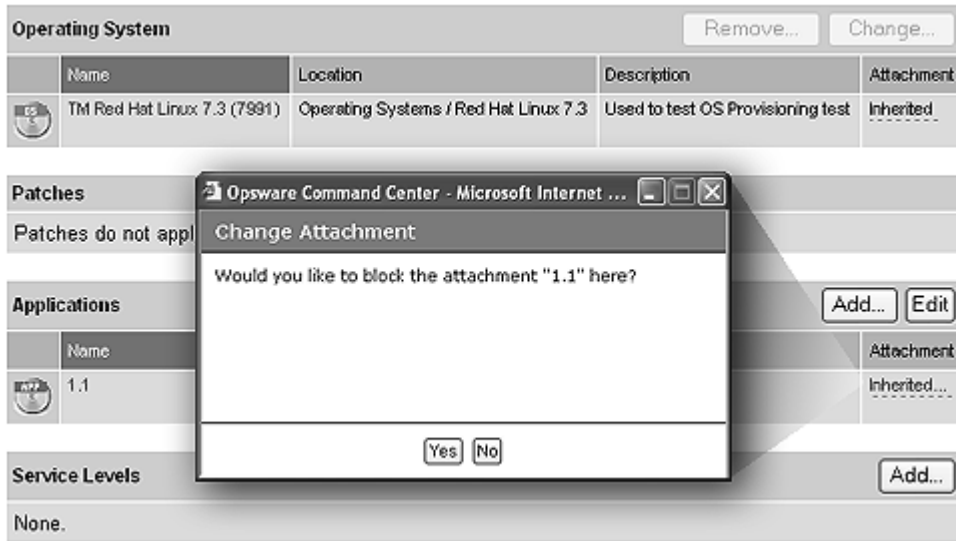 Operating System Remove... Change...
Name Location Description Attachment
TM Red Hat Linux 7.3 (7991) Operating Systems / Red Hat Linux 7.3 Used to test OS Provisioning test Inherited
Patches
Patches do not appl
Opsware Command Center - Microsoft Internet ...
Change Attachment
Would you like to block the attachment "1.1" here?
Yes No
Applications Add... Edit
Name Attachment
1.1 Inherited...
Service Levels Add...
None.